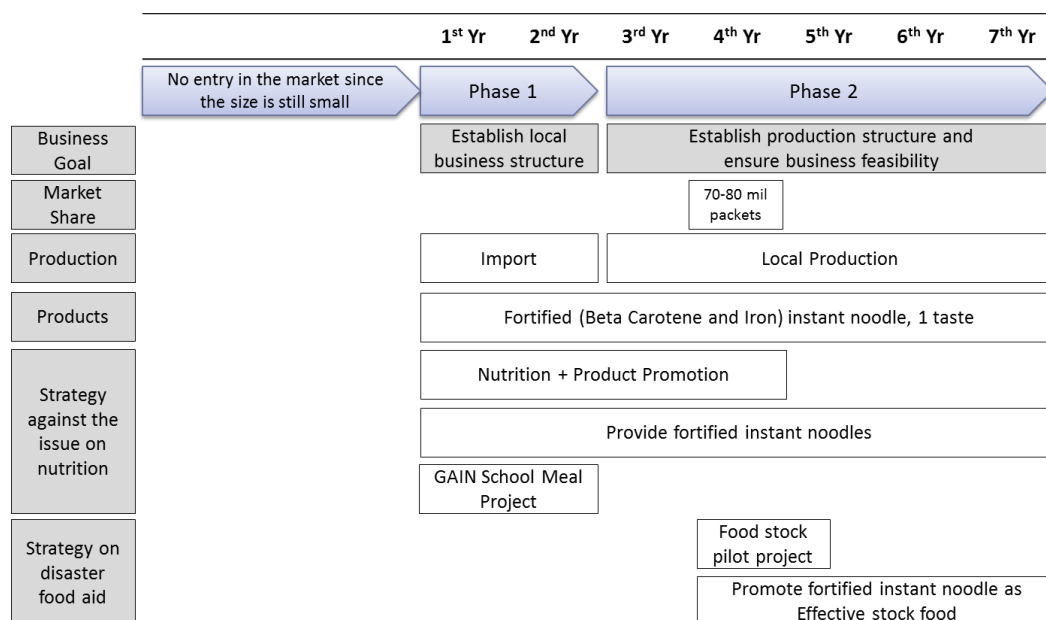 1st Yr 2nd Yr 3rd Yr 4th Yr 5th Yr 6th Yr 7th Yr
No entry in the market since
the size is still small
Phase 1
Phase 2
Business
Goal
Establish local
business structure
Establish production structure and
ensure business feasibility
Market
Share
70-80 mil
packets
Production
Import
Local Production
Products
Fortified (Beta Carotene and Iron) instant noodle, 1 taste
Strategy
against the
issue on
nutrition
Nutrition + Product Promotion
Provide fortified instant noodles
GAIN School Meal
Project
Strategy on
disaster
food aid
Food stock
pilot project
Promote fortified instant noodle as
Effective stock food